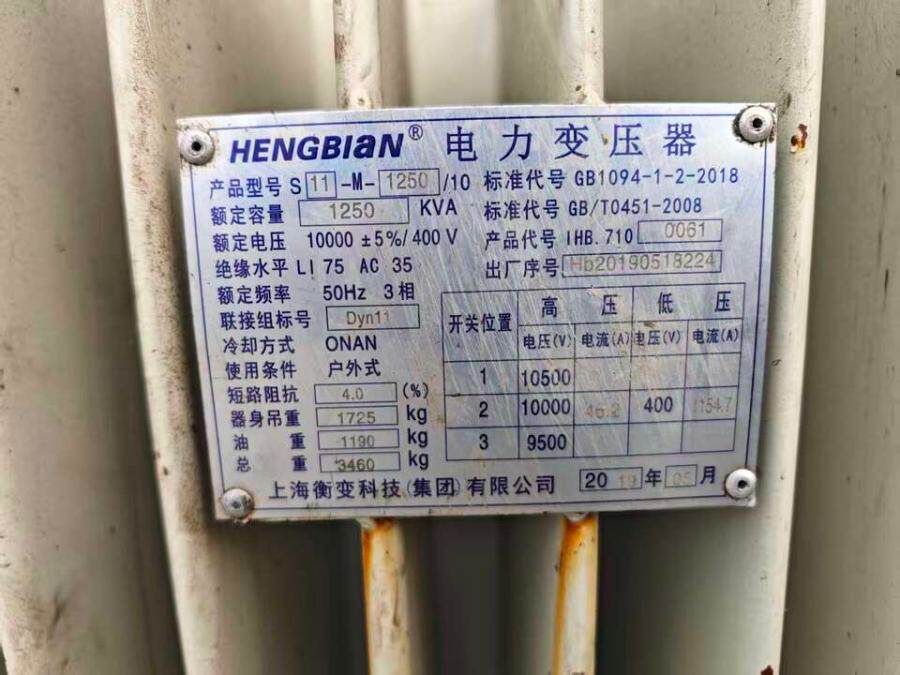 HENGBIAN® 电力变压器
产品型号 S 11 -M- 1250 /10 标准代号 GB1094-1-2-2018
额定容量 1250 KVA 标准代号 GB/T0451-2008
额定电压 10000 ±5%/400 V 产品代号 IHB.710 0061
绝缘水平 LI 75 AC 35 出厂序号 Hb20190518224
额定频率 50Hz 3相
联接组标号 Dyn11
冷却方式 ONAN
使用条件 户外式
短路阻抗 4.0 (%)
器身吊重 1725 kg
油 重 1190 kg
总 重 3460 kg
开关位置 高 压 低 压
电压(V) 电流(A) 电压(V) 电流(A)
1 10500
2 10000 46.2 400 1154.7
3 9500
上海衡变科技(集团)有限公司 20 19 年 05 月